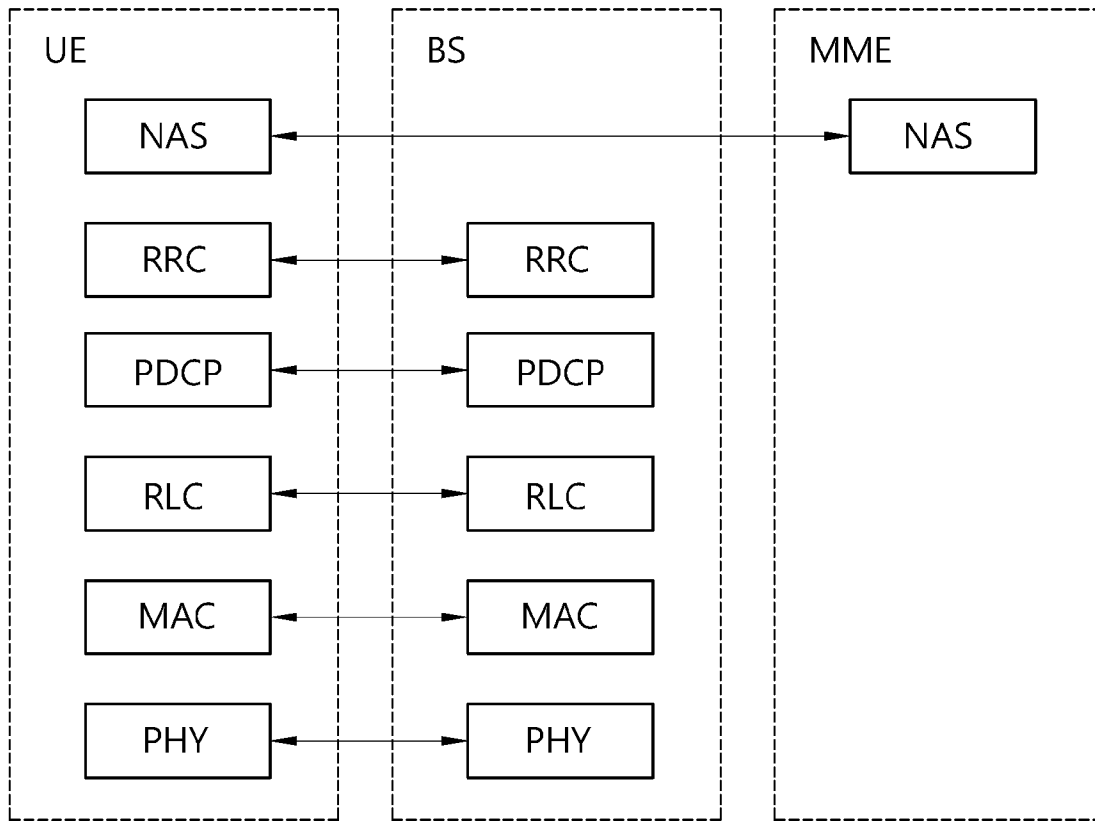 UE BS MME
NAS NAS
RRC RRC
PDCP PDCP
RLC RLC
MAC MAC
PHY PHY